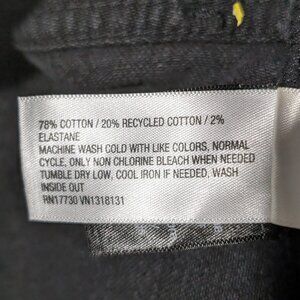 78% COTTON / 20% RECYCLED COTTON / 2%
ELASTANE
MACHINE WASH COLD WITH LIKE COLORS, NORMAL
CYCLE, ONLY NON CHLORINE BLEACH WHEN NEEDED
TUMBLE DRY LOW, COOL IRON IF NEEDED, WASH
INSIDE OUT
RN17730 VN1318131